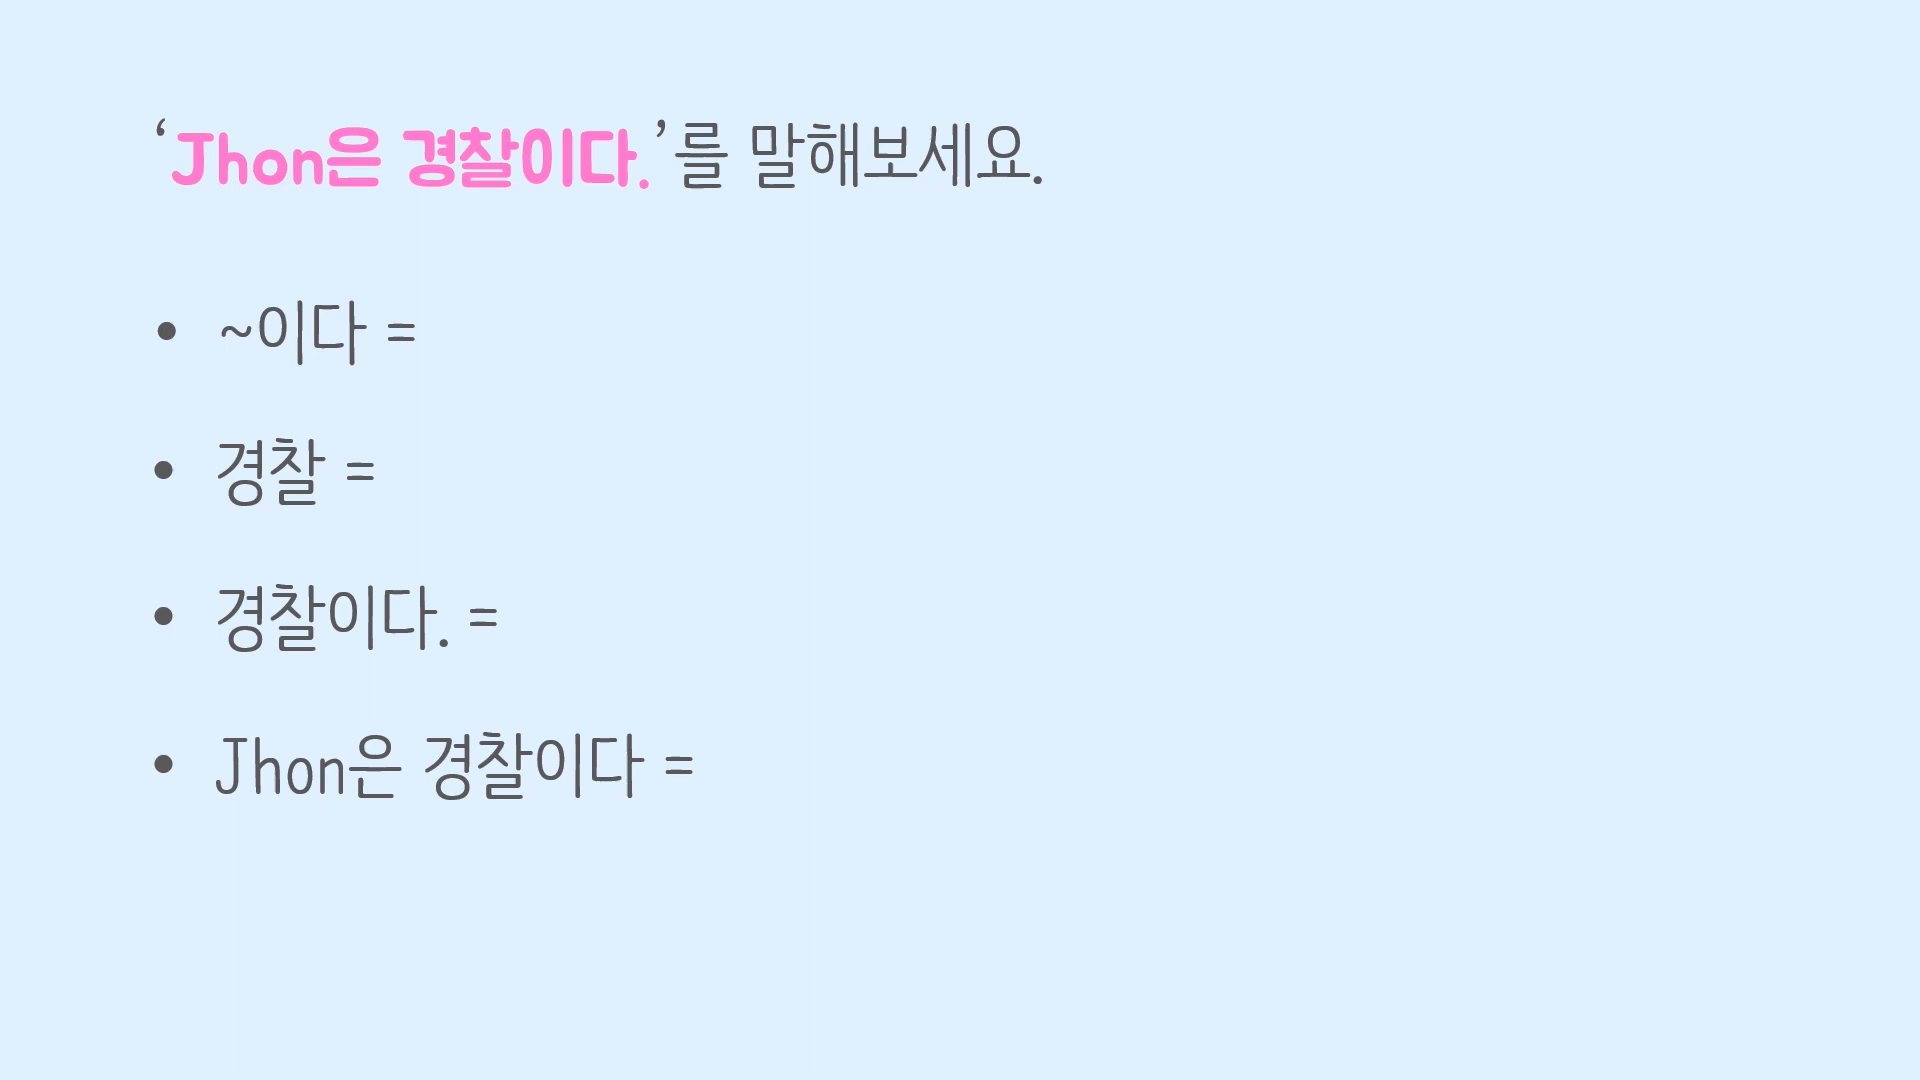 ‘Jhon은 경찰이다.’를 말해보세요.
• ~이다 =
• 경찰 =
• 경찰이다. =
• Jhon은 경찰이다 =